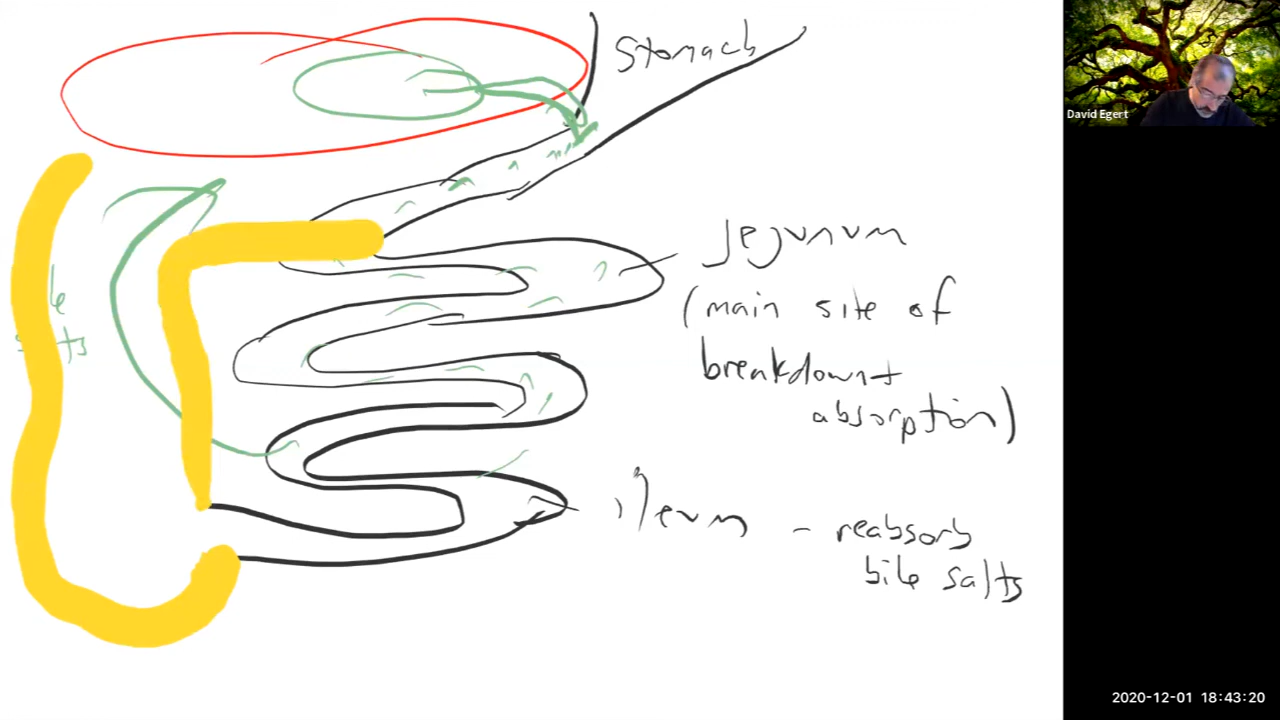 Stomach
David Egert
Jejunum
(main site of
breakdown +
absorption)
ileum - reabsorb
bile salts
2020-12-01 18:43:20